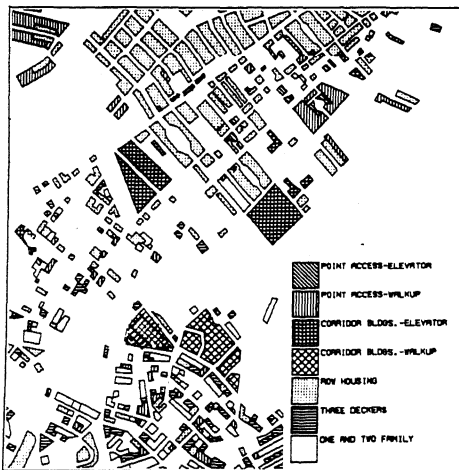 POINT ACCESS-ELEVATOR
POINT ACCESS-WALKUP
CORRIDOR BLDGS.-ELEVATOR
CORRIDOR BLDGS.-WALKUP
ROW HOUSING
THREE DECKERS
ONE AND TWO FAMILY